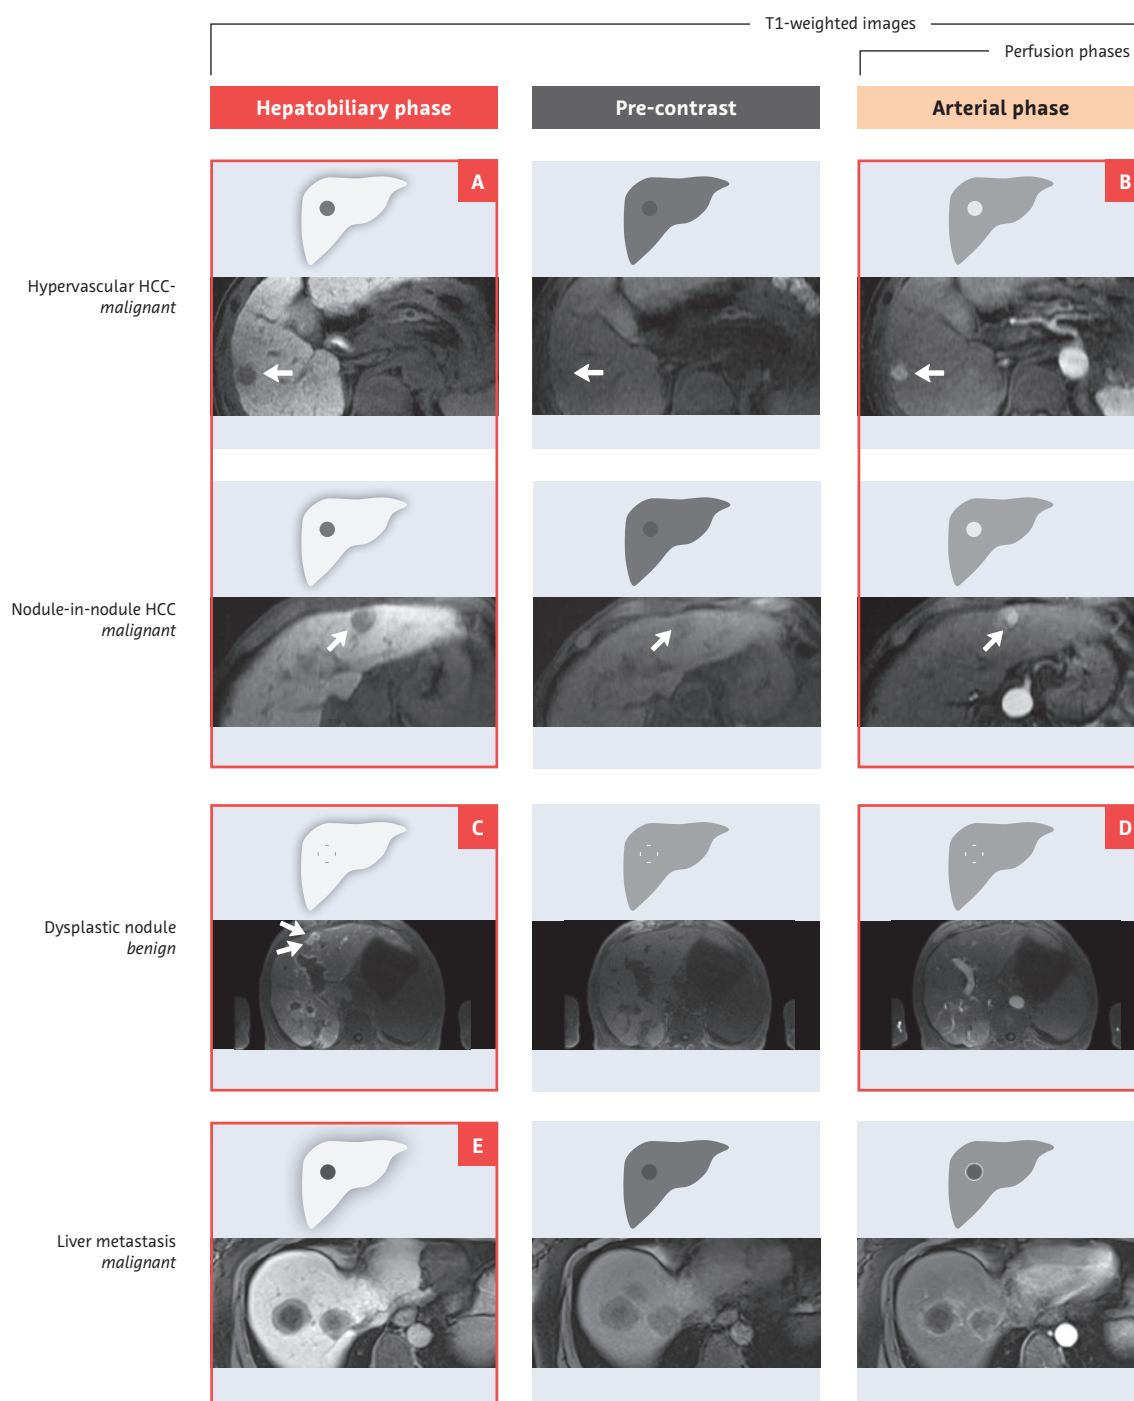 T1-weighted images
Perfusion phases
Hepatobiliary phase
Pre-contrast
Arterial phase
A
B
Hypervascular HCC-
malignant
Nodule-in-nodule HCC
malignant
C
D
Dysplastic nodule
benign
E
Liver metastasis
malignant